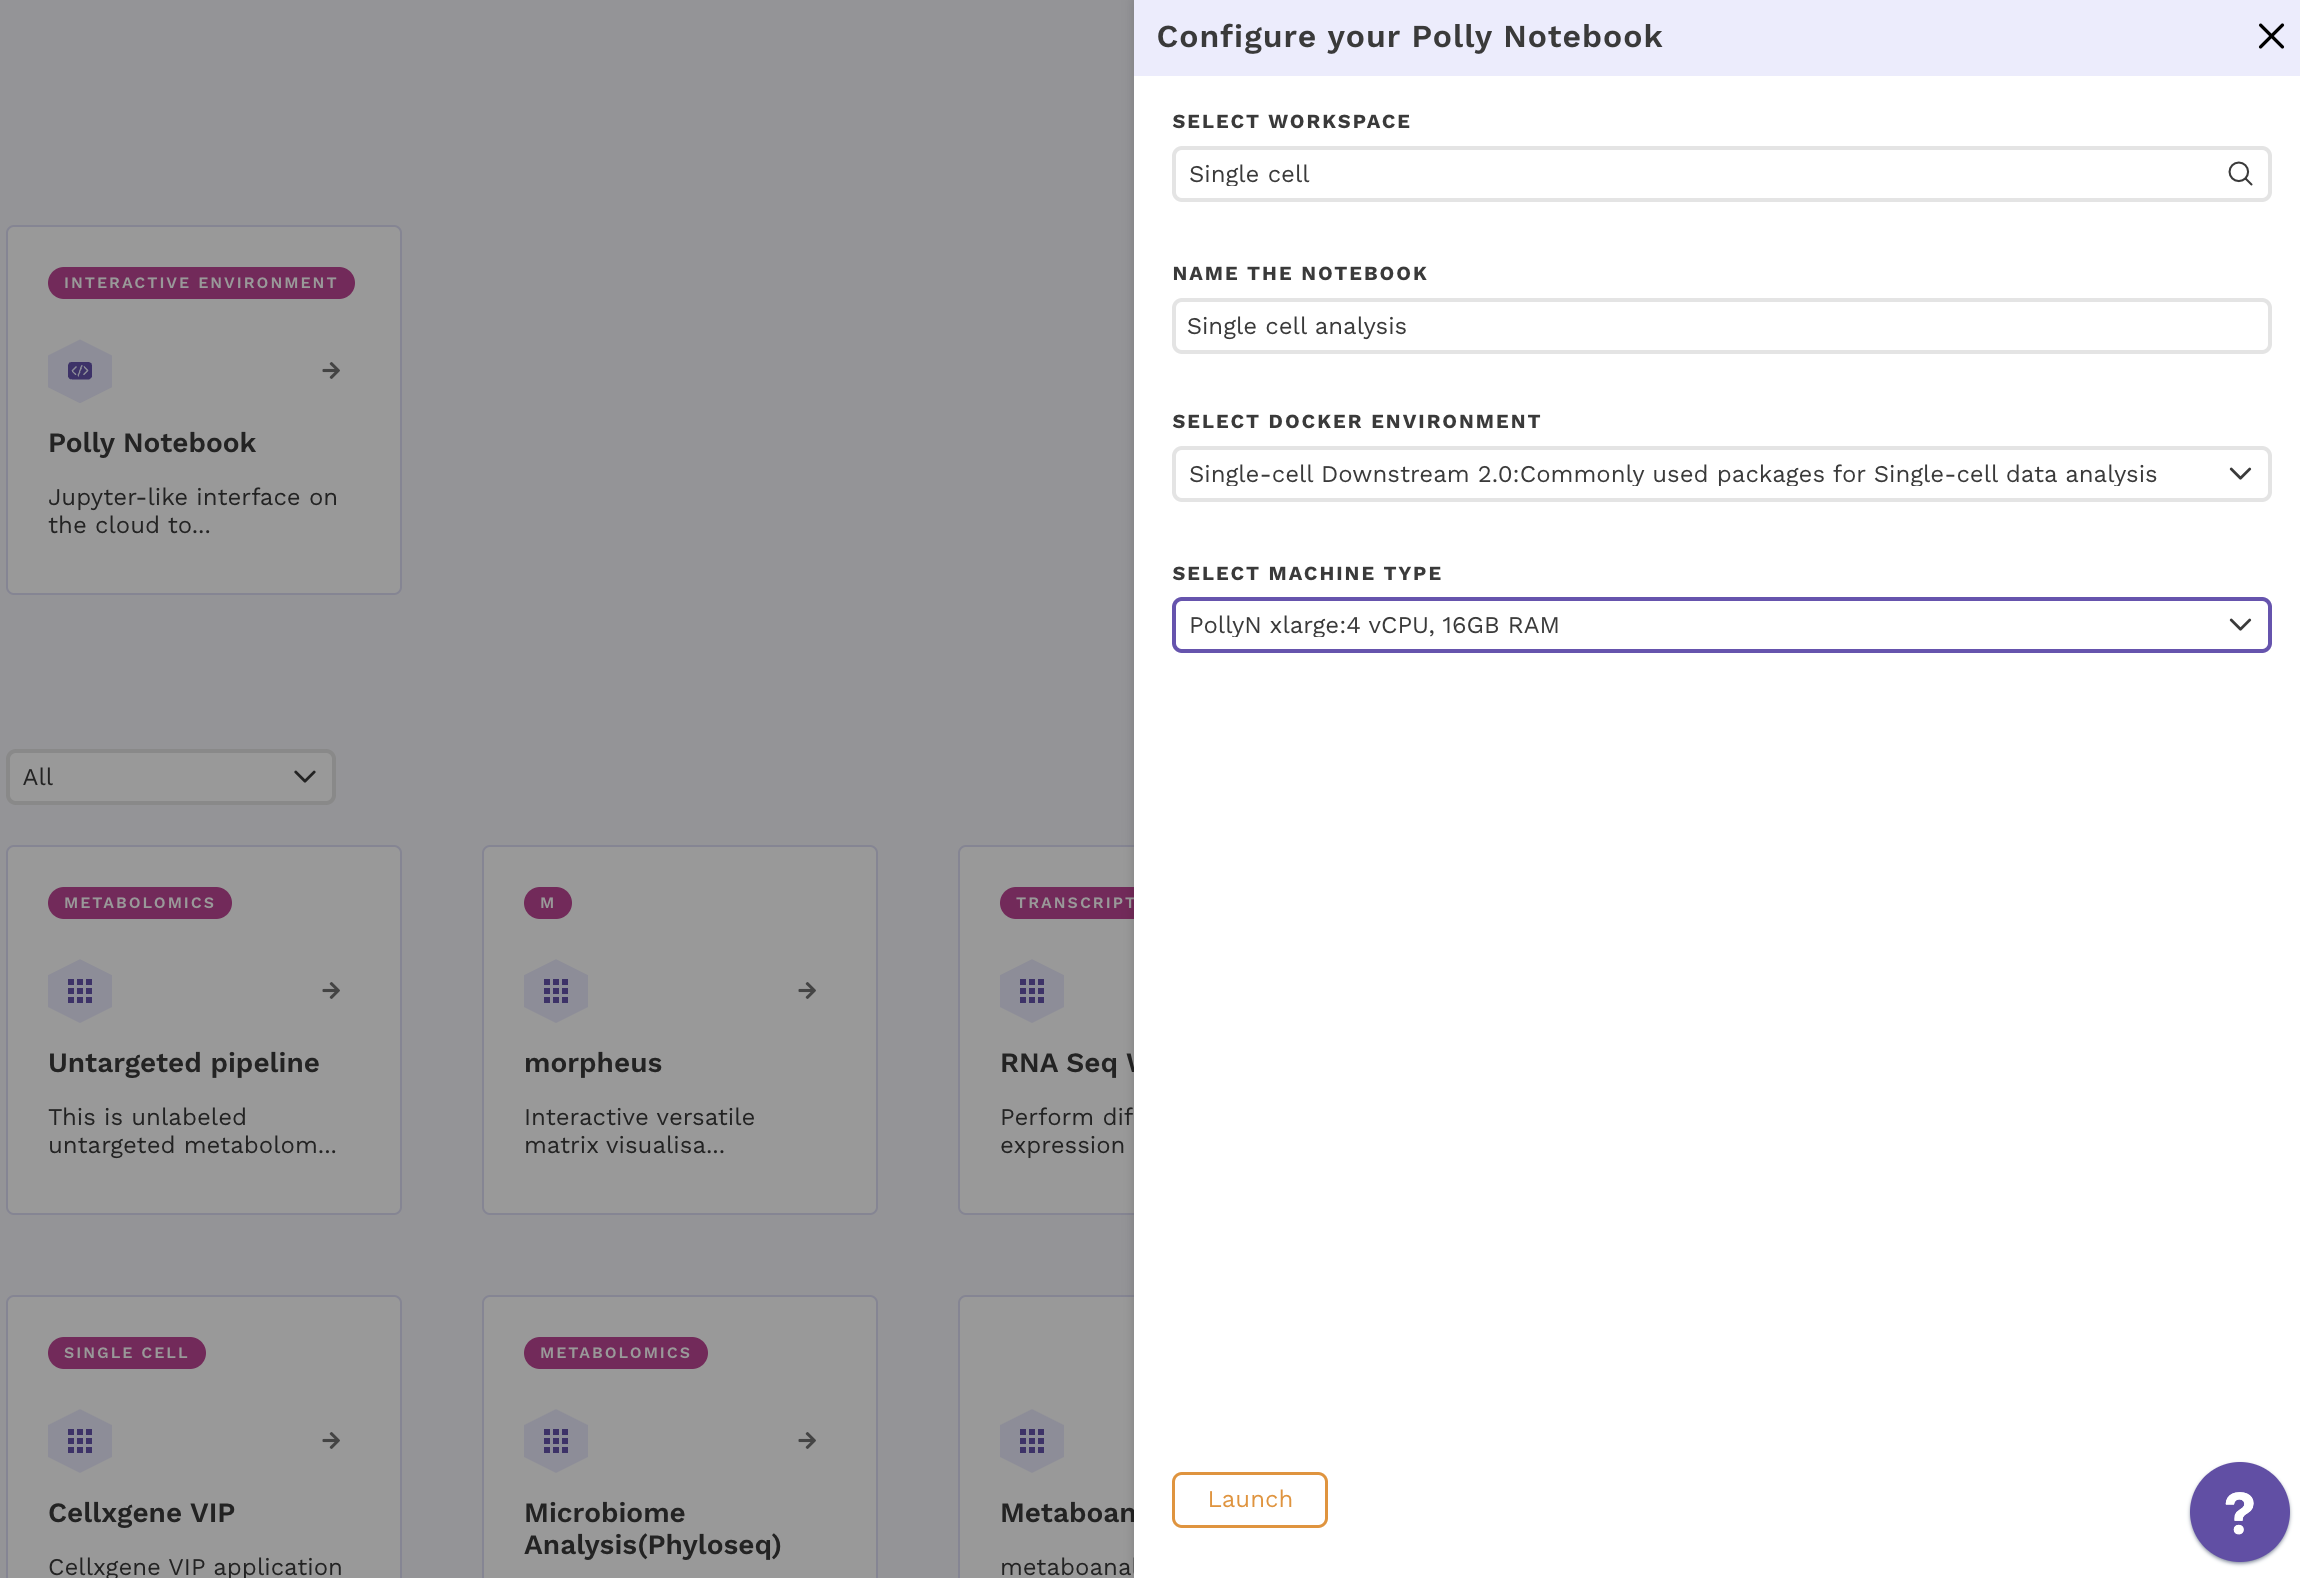 Configure your Polly Notebook
SELECT WORKSPACE
Single cell
NAME THE NOTEBOOK
Single cell analysis
SELECT DOCKER ENVIRONMENT
Single-cell Downstream 2.0:Commonly used packages for Single-cell data analysis
SELECT MACHINE TYPE
PollyN xlarge:4 vCPU, 16GB RAM
Launch
?
INTERACTIVE ENVIRONMENT
</>
Polly Notebook
Jupyter-like interface on
the cloud to...
All
METABOLOMICS
Untargeted pipeline
This is unlabeled
untargeted metabolom...
M
morpheus
Interactive versatile
matrix visualisa...
TRANSCRIPT
RNA Seq
Perform dif
expression
SINGLE CELL
Cellxgene VIP
Cellxgene VIP application
METABOLOMICS
Microbiome
Analysis(Phyloseq)
Metaboan
metaboanal